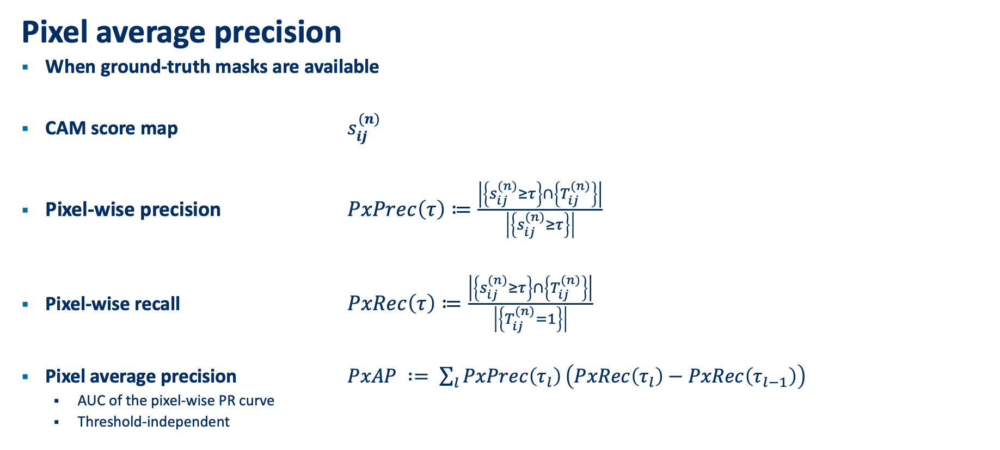 Pixel average precision
▪ When ground-truth masks are available
▪ CAM score map $s_{ij}^{(n)}$
▪ Pixel-wise precision $PxPrec(\tau) := \frac{\left|\left\{s_{ij}^{(n)} \geq \tau\right\} \cap \left\{T_{ij}^{(n)}\right\}\right|}{\left|\left\{s_{ij}^{(n)} \geq \tau\right\}\right|}$
▪ Pixel-wise recall $PxRec(\tau) := \frac{\left|\left\{s_{ij}^{(n)} \geq \tau\right\} \cap \left\{T_{ij}^{(n)}\right\}\right|}{\left|\left\{T_{ij}^{(n)} = 1\right\}\right|}$
▪ Pixel average precision $PxAP := \sum_l PxPrec(\tau_l)\left(PxRec(\tau_l) - PxRec(\tau_{l-1})\right)$
▪ AUC of the pixel-wise PR curve
▪ Threshold-independent